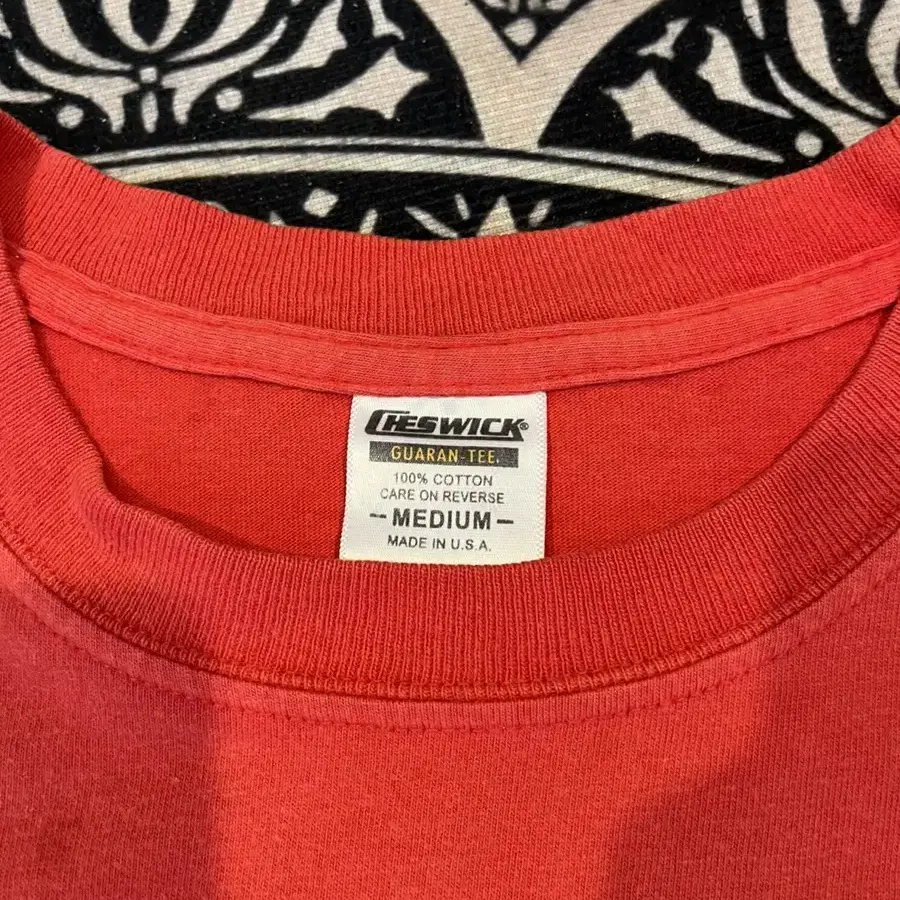 CHESWICK®
GUARAN-TEE.
100% COTTON
CARE ON REVERSE
- MEDIUM -
MADE IN U.S.A.